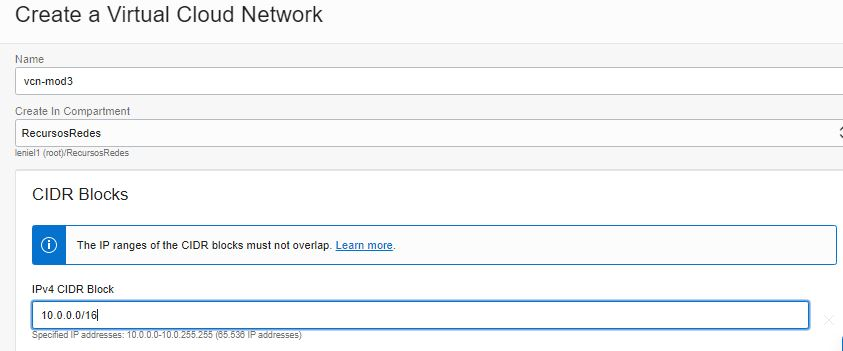 Create a Virtual Cloud Network
Name
vcn-mod3
Create In Compartment
RecursosRedes
leniel1 (root)/RecursosRedes
CIDR Blocks
The IP ranges of the CIDR blocks must not overlap. Learn more.
IPv4 CIDR Block
10.0.0.0/16
Specified IP addresses: 10.0.0.0-10.0.255.255 (65.536 IP addresses)